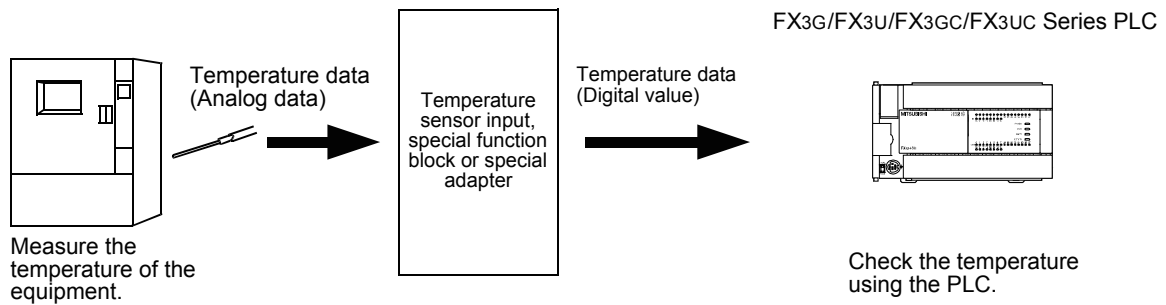 FX3G/FX3U/FX3GC/FX3UC Series PLC
Temperature data
(Analog data)
Temperature
sensor input,
special function
block or special
adapter
Temperature data
(Digital value)
MITSUBISHI
Measure the
temperature of the
equipment.
Check the temperature
using the PLC.